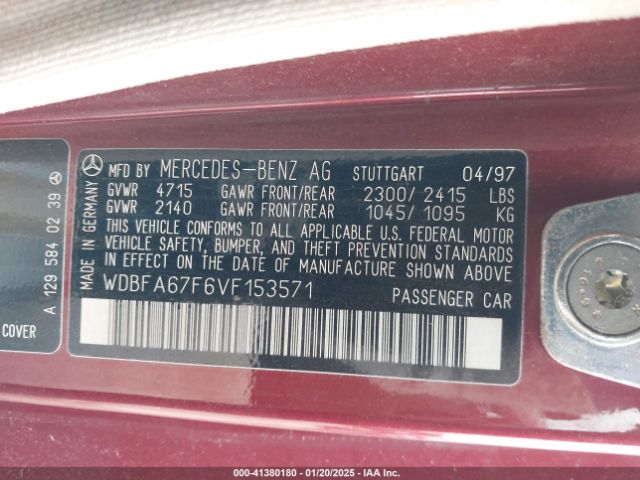 MFD BY MERCEDES-BENZ AG STUTTGART 04/97
GVWR 4715 GAWR FRONT/REAR 2300/2415 LBS
GVWR 2140 GAWR FRONT/REAR 1045/1095 KG
THIS VEHICLE CONFORMS TO ALL APPLICABLE U.S. FEDERAL MOTOR
VEHICLE SAFETY, BUMPER, AND THEFT PREVENTION STANDARDS
IN EFFECT ON THE DATE OF MANUFACTURE SHOWN ABOVE.
WDBFA67F6VF153571 PASSENGER CAR
MADE IN GERMANY
A 129 584 02 39
COVER
000-41380180 - 01/20/2025 - IAA Inc.